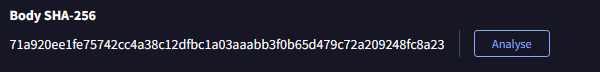 Body SHA-256
71a920ee1fe75742cc4a38c12dfbc1a03aaabb3f0b65d479c72a209248fc8a23
Analyse